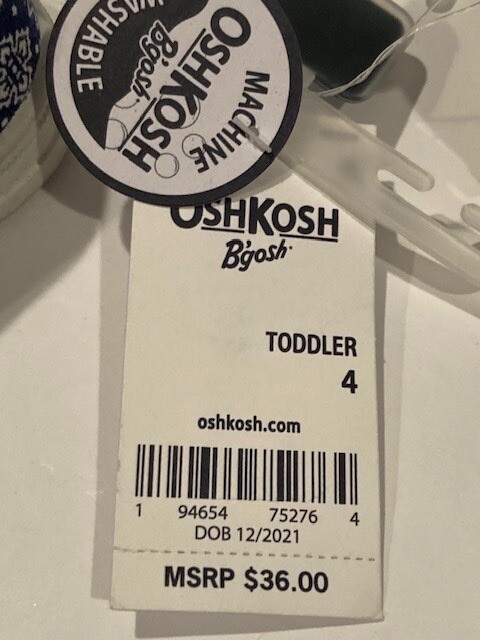 WASHABLE
OSHKOSH
B'gosh
MACHINE
OSHKOSH
B'gosh
TODDLER
4
oshkosh.com
1 94654 75276 4
DOB 12/2021
MSRP $36.00